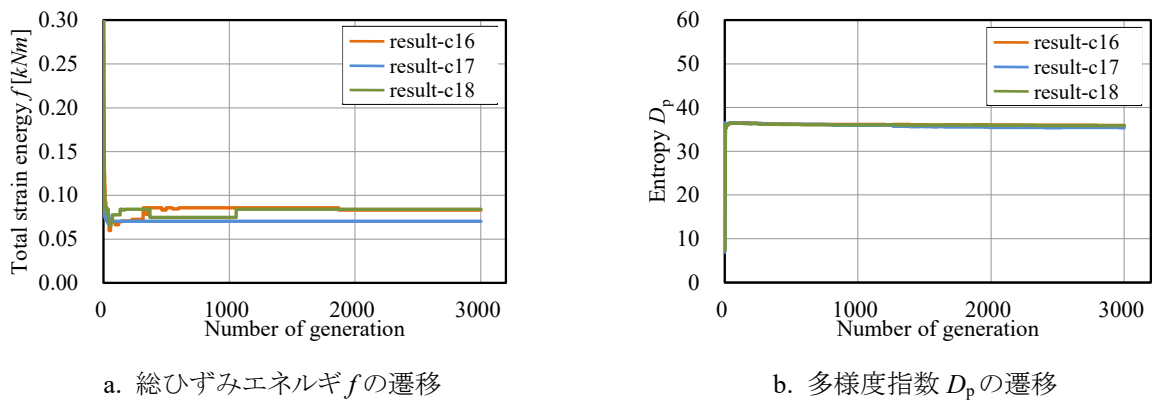 0.30
0.25
0.20
0.15
0.10
0.05
0.00
Total strain energy f [kNm]
result-c16
result-c17
result-c18
0 1000 2000 3000
Number of generation
a. 総ひずみエネルギ f の遷移
60
50
40
30
20
10
0
Entropy Dp
result-c16
result-c17
result-c18
0 1000 2000 3000
Number of generation
b. 多様度指数 Dp の遷移